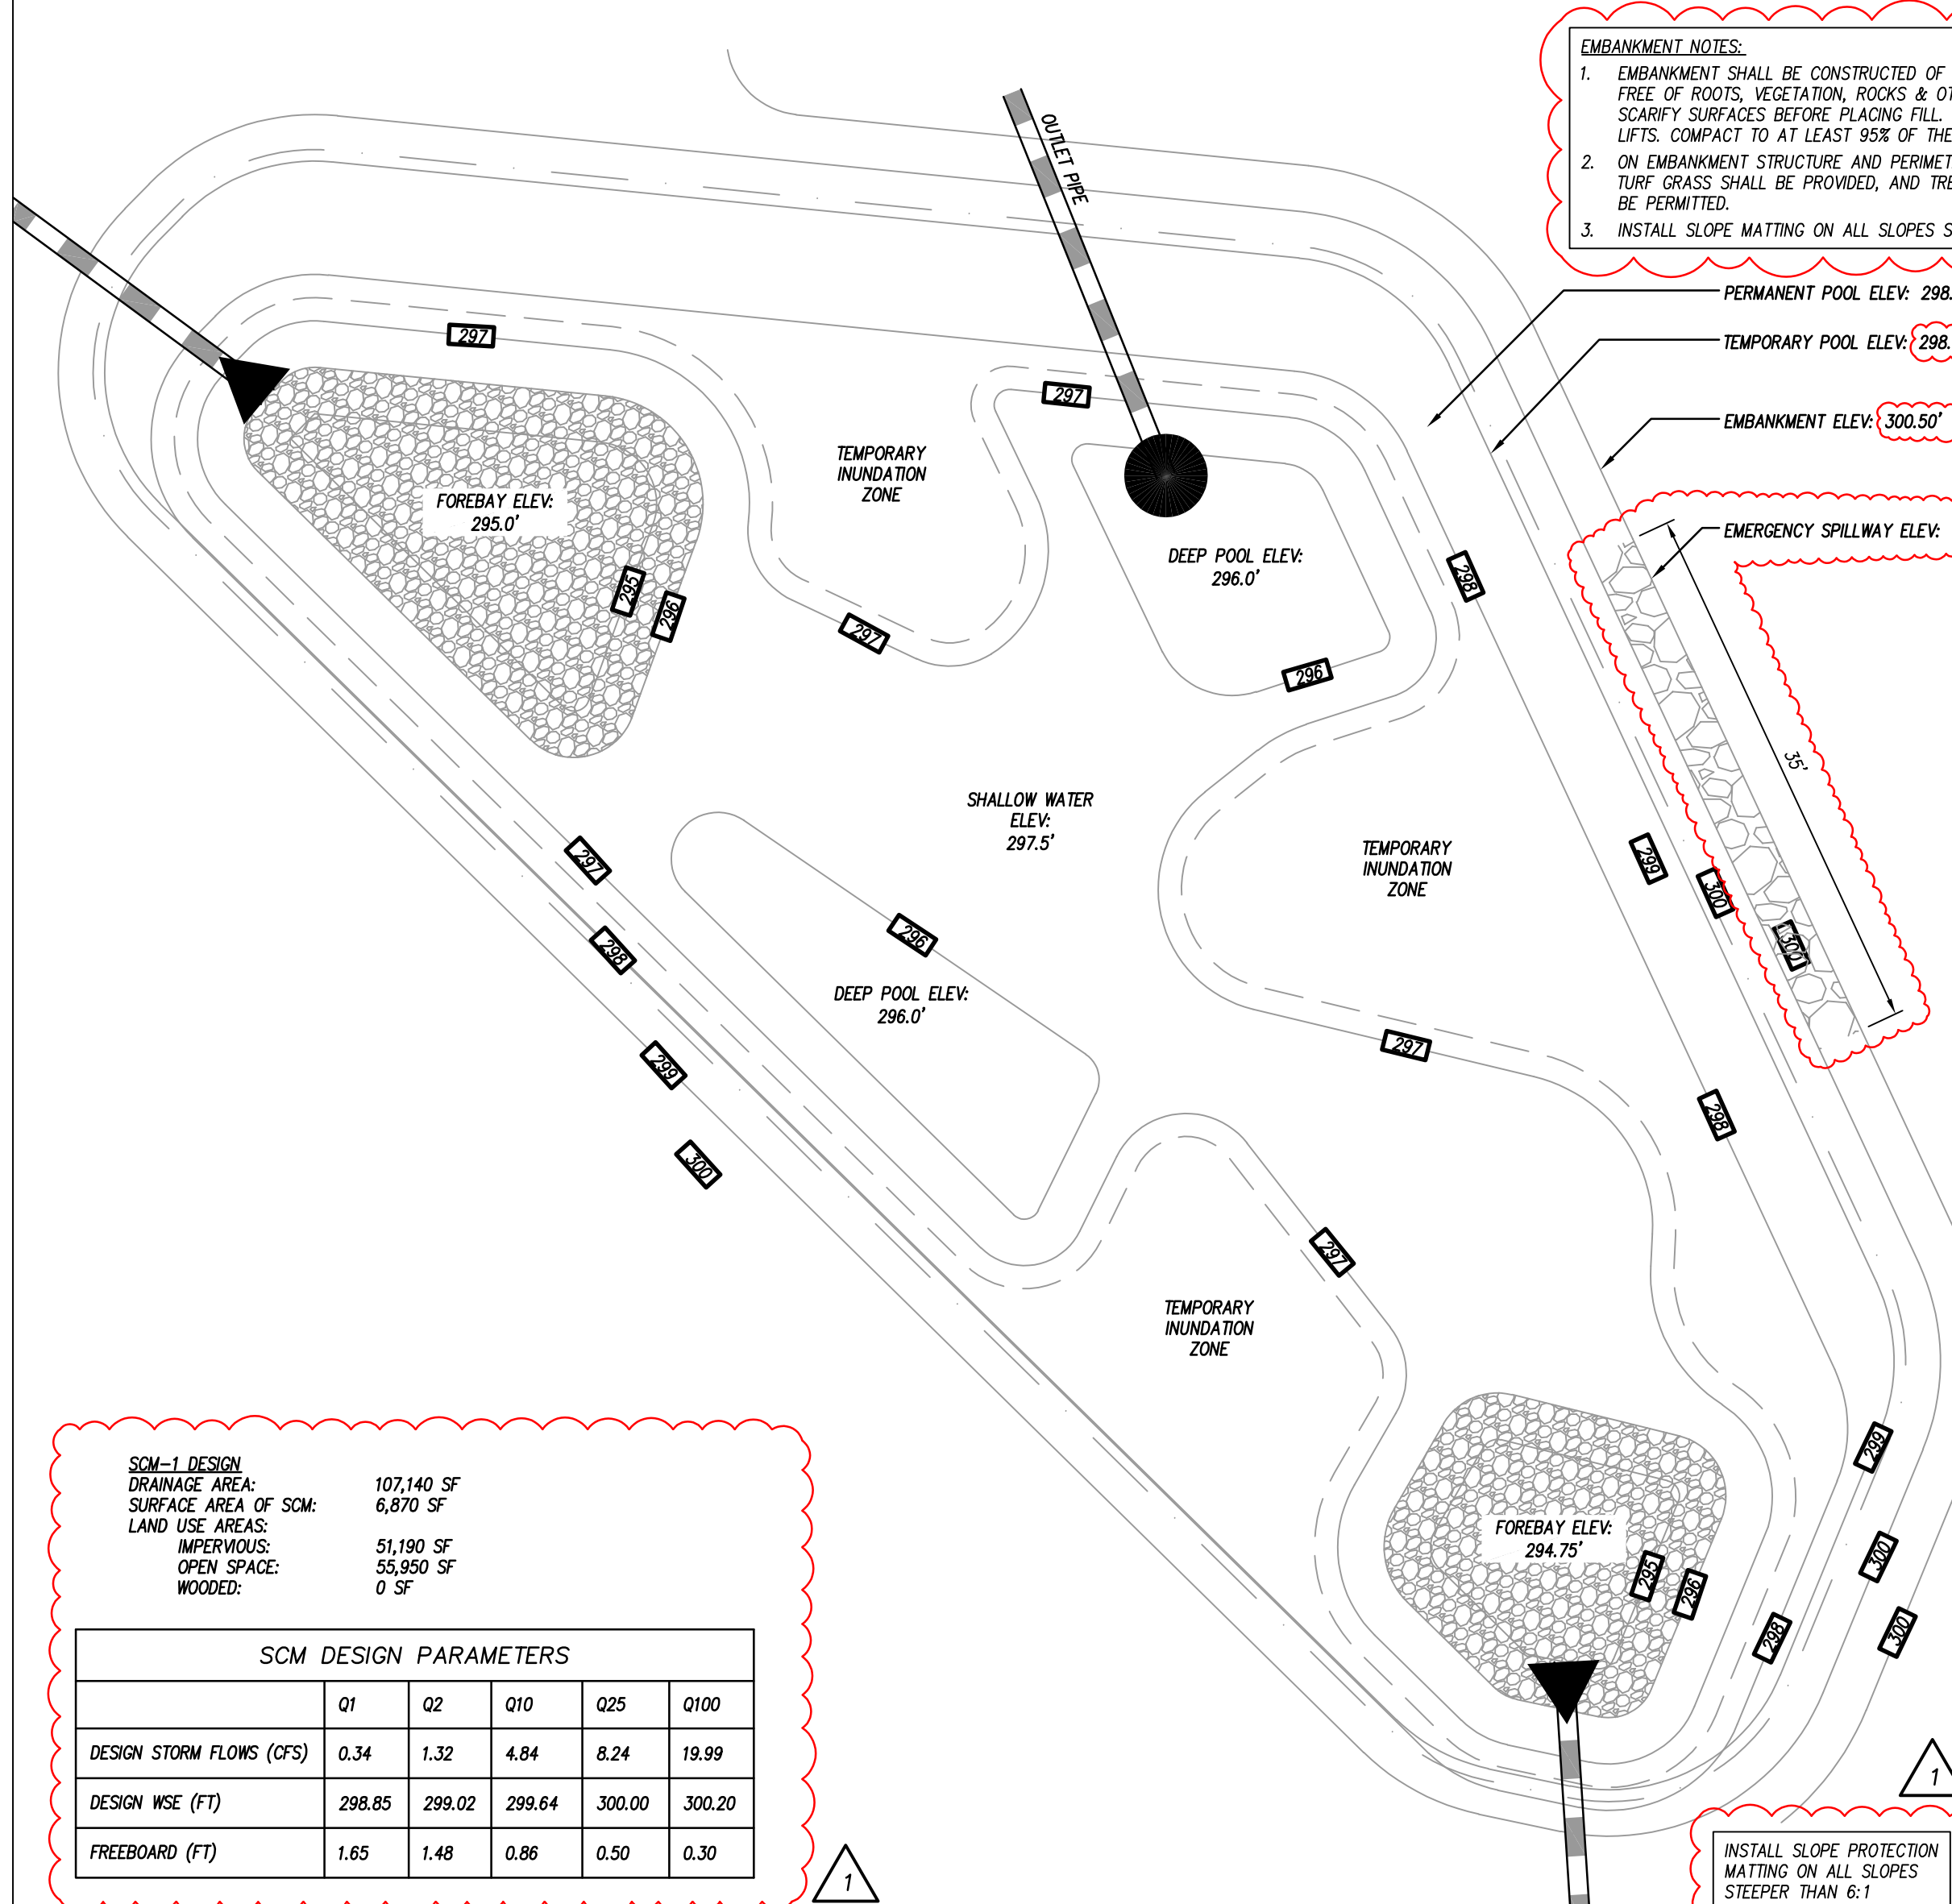 EMBANKMENT NOTES:
1. EMBANKMENT SHALL BE CONSTRUCTED OF
FREE OF ROOTS, VEGETATION, ROCKS &
SCARIFY SURFACES BEFORE PLACING FILL.
LIFTS. COMPACT TO AT LEAST 95% OF THE
2. ON EMBANKMENT STRUCTURE AND
TURF GRASS SHALL BE PROVIDED, AND
BE PERMITTED.
3. INSTALL SLOPE MATTING ON ALL SLOPES
OUTLET PIPE
PERMANENT POOL ELEV: 298.
TEMPORARY POOL ELEV: 298.
EMBANKMENT ELEV: 300.50'
EMERGENCY SPILLWAY ELEV:
297
297
TEMPORARY
INUNDATION
ZONE
FOREBAY ELEV:
295.0'
DEEP POOL ELEV:
296.0'
298
295
296
297
296
35'
SHALLOW WATER
ELEV:
297.5'
TEMPORARY
INUNDATION
ZONE
297
299
300
296
298
300
DEEP POOL ELEV:
296.0'
297
299
298
300
297
TEMPORARY
INUNDATION
ZONE
299
FOREBAY ELEV:
294.75'
295
296
300
298
300
SCM-1 DESIGN
DRAINAGE AREA: 107,140 SF
SURFACE AREA OF SCM: 6,870 SF
LAND USE AREAS:
IMPERVIOUS: 51,190 SF
OPEN SPACE: 55,950 SF
WOODED: 0 SF
SCM DESIGN PARAMETERS
Q1 Q2 Q10 Q25 Q100
DESIGN STORM FLOWS (CFS) 0.34 1.32 4.84 8.24 19.99
DESIGN WSE (FT) 298.85 299.02 299.64 300.00 300.20
FREEBOARD (FT) 1.65 1.48 0.86 0.50 0.30
1
1
INSTALL SLOPE PROTECTION
MATTING ON ALL SLOPES
STEEPER THAN 6:1